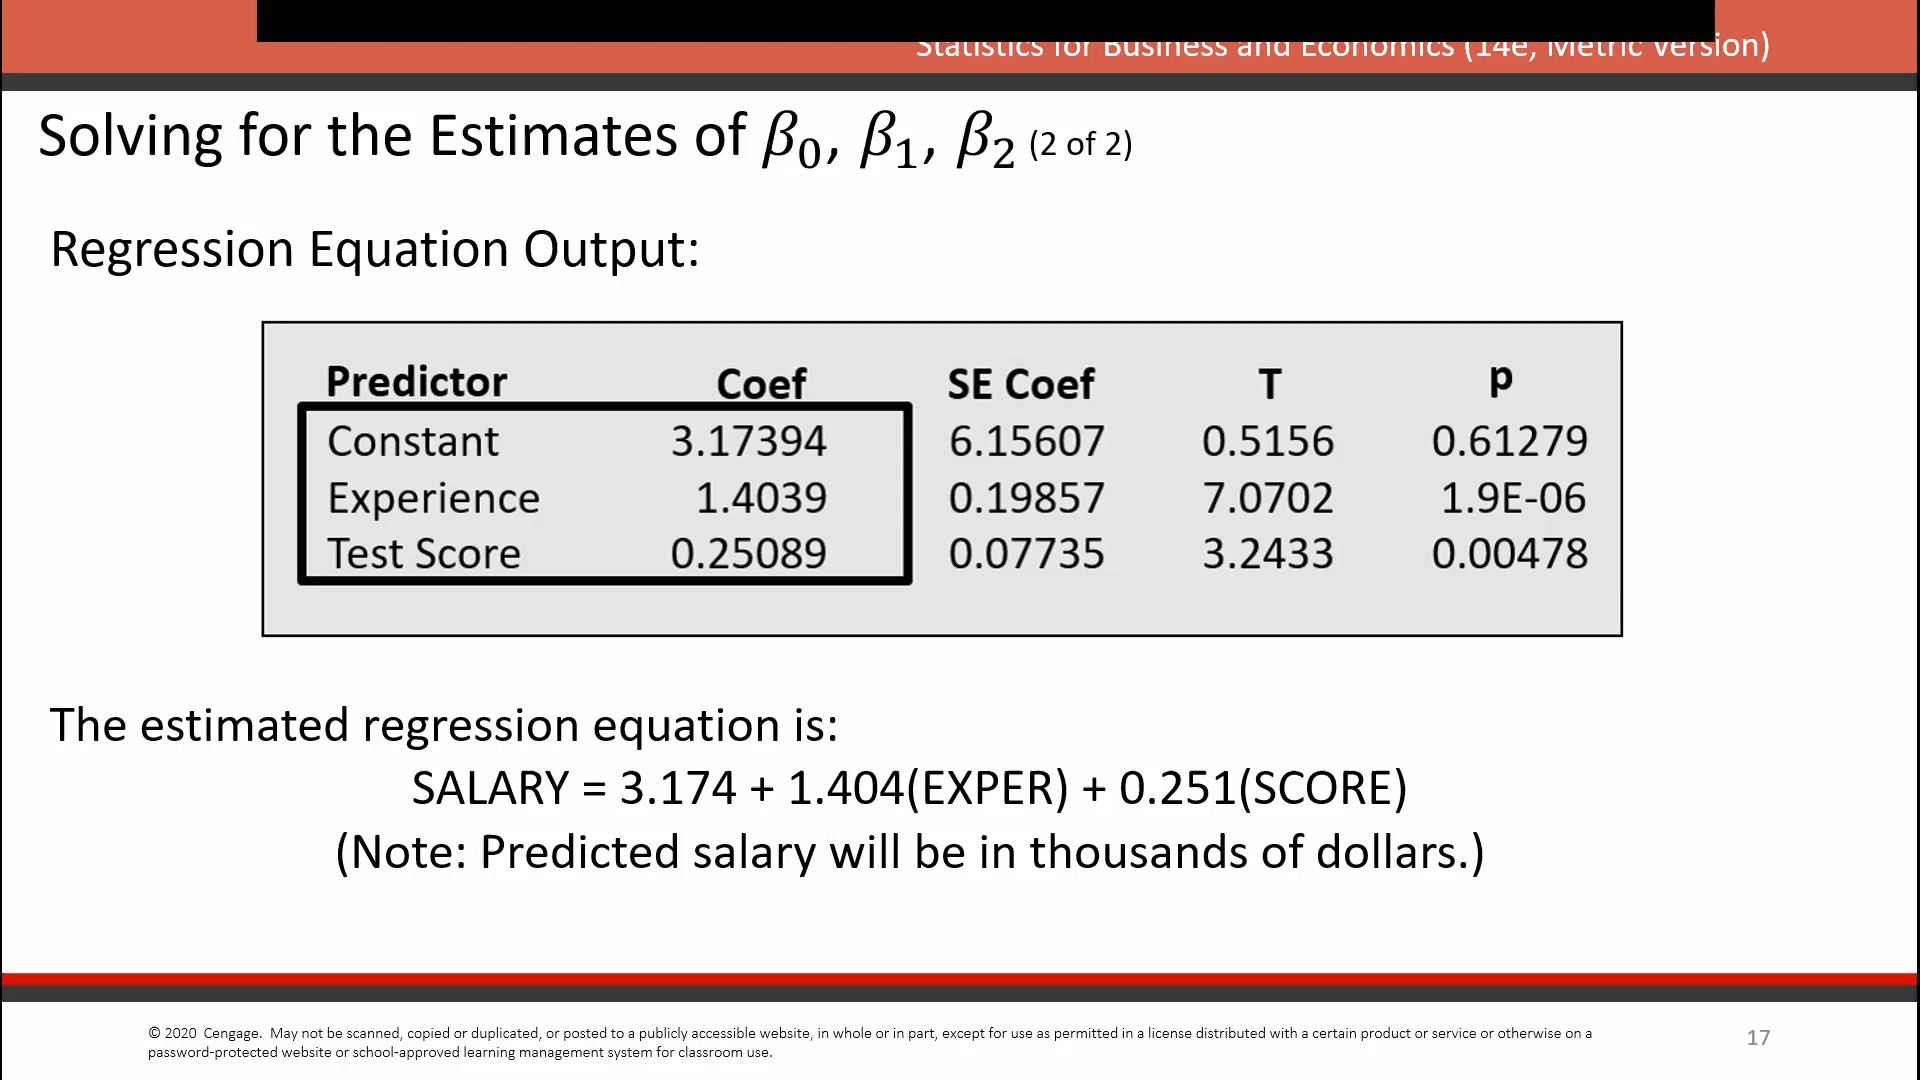 Statistics for Business and Economics (14e, Metric Version)
Solving for the Estimates of β0, β1, β2 (2 of 2)
Regression Equation Output:
Predictor Coef SE Coef T p
Constant 3.17394 6.15607 0.5156 0.61279
Experience 1.4039 0.19857 7.0702 1.9E-06
Test Score 0.25089 0.07735 3.2433 0.00478
The estimated regression equation is:
SALARY = 3.174 + 1.404(EXPER) + 0.251(SCORE)
(Note: Predicted salary will be in thousands of dollars.)
© 2020 Cengage. May not be scanned, copied or duplicated, or posted to a publicly accessible website, in whole or in part, except for use as permitted in a license distributed with a certain product or service or otherwise on a
password-protected website or school-approved learning management system for classroom use.
17